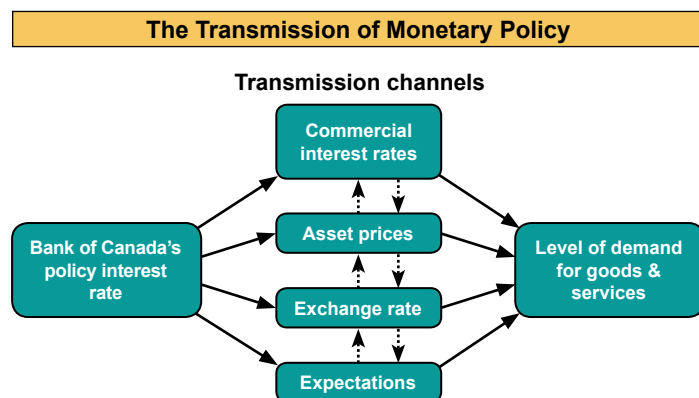 The Transmission of Monetary Policy
Transmission channels
Commercial
interest rates
Bank of Canada’s
policy interest
rate
Asset prices
Exchange rate
Expectations
Level of demand
for goods &
services